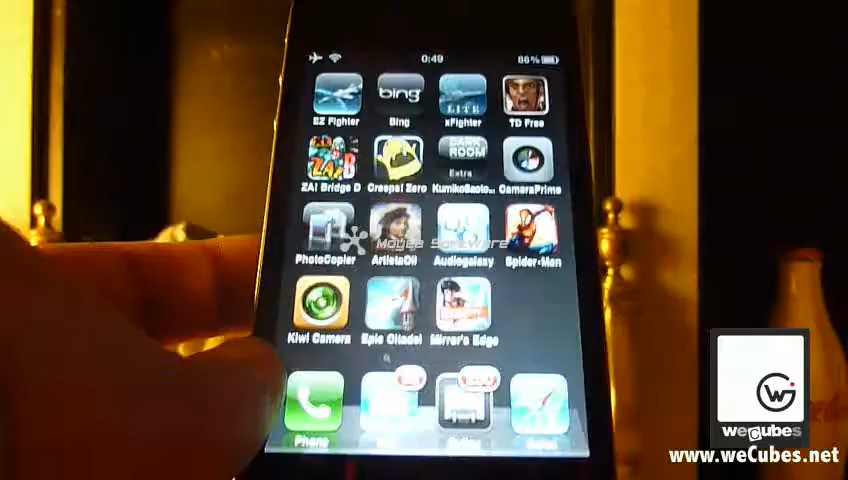 0:49 86%
EZ Fighter Bing xFighter TD Free
bing
LITE
ZAI Bridge D Creeps! Zero KumikoSaoto... CameraPrime
DARK ROOM
Extra
PhotoCopier ArtistaOil Audiogalaxy Spider-Man
Moyea Software
Kiwi Camera Epic Citadel Mirror's Edge
Phone
wecubes
www.weCubes.net